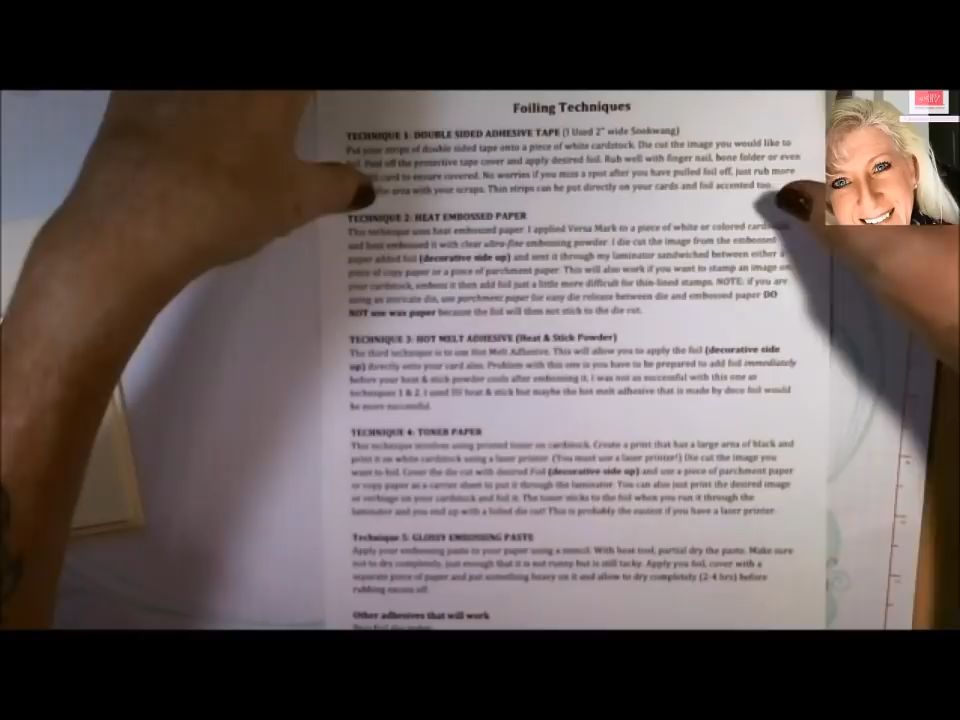 Foiling Techniques
TECHNIQUE 1: DOUBLE SIDED ADHESIVE TAPE (I Used 2" wide Sookwang)
Put your strips of double sided tape onto a piece of white cardstock. Die cut the image you would like to
foil. Peel off the protective tape cover and apply desired foil. Rub well with finger nail, bone folder or even
card to ensure covered. No worries if you miss a spot after you have pulled foil off, just rub more
the area with your scraps. Thin strips can be put directly on your cards and foil accented too.
TECHNIQUE 2: HEAT EMBOSSED PAPER
This technique uses heat embossed paper. I applied Versa Mark to a piece of white or colored
and heat embossed it with clear ultra-fine embossing powder. I die cut the image from the embossed
paper added foil (decorative side up) and sent it through my laminator sandwiched between either a
piece of copy paper or a piece of parchment paper. This will also work if you want to stamp an image on
your cardstock, emboss it then add foil just a little more difficult for thin-lined stamps. NOTE: if you are
using an intricate die, use parchment paper for easy die release between die and embossed paper DO
NOT use wax paper because the foil will then not stick to the die cut.
TECHNIQUE 3: HOT MELT ADHESIVE (Heat & Stick Powder)
The third technique is to use Hot Melt Adhesive. This will allow you to apply the foil (decorative side
up) directly onto your card also. Problem with this one is you have to be prepared to add foil immediately
before your heat & stick powder cools after embossing it. I was not as successful with this one as
techniques 1 & 2. I used heat & stick but maybe the hot melt adhesive that is made by deco foil would
be more successful.
TECHNIQUE 4: TONER PAPER
This technique involves using printed toner on cardstock. Create a print that has a large area of black and
print it on white cardstock using a laser printer. (You must use a laser printer!) Die cut the image you
want to foil. Cover the die cut with desired Foil (decorative side up) and use a piece of parchment paper
or copy paper as a carrier sheet to put it through the laminator. You can also just print the desired image
or verbiage on your cardstock and foil it. The toner sticks to the foil when you run it through the
laminator and you end up with a foiled die cut! This is probably the easiest if you have a laser printer
Technique 5: GLOSSY EMBOSSING PASTE
Apply your embossing paste to your paper using a stencil. With heat tool, partial dry the paste. Make sure
not to dry completely, just enough that it is not runny but is still tacky. Apply you foil, cover with a
separate piece of paper and put something heavy on it and allow to dry completely (2-4 hrs) before
rubbing excess off.
Other adhesives that will work